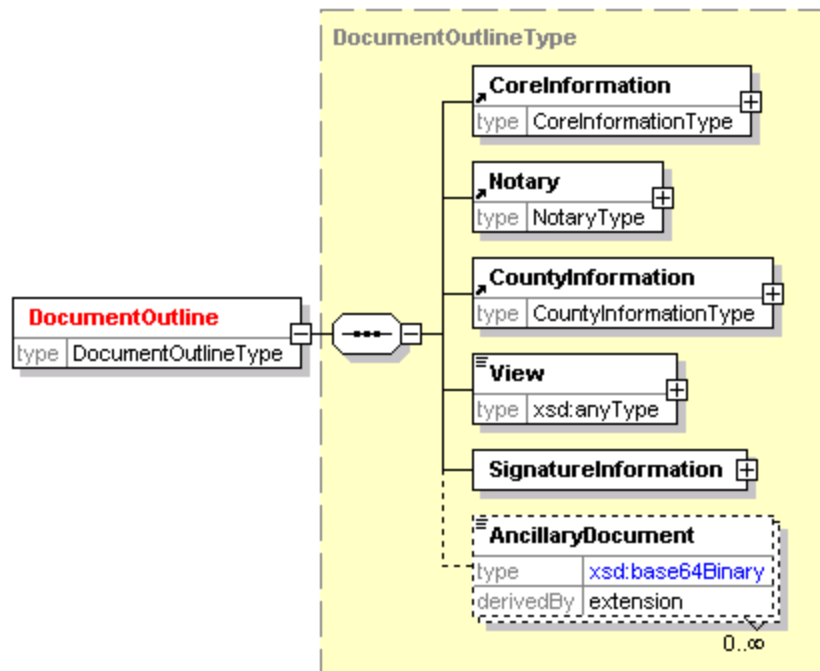 DocumentOutlineType
CoreInformation
type CoreInformationType
Notary
type NotaryType
CountyInformation
type CountyInformationType
DocumentOutline
type DocumentOutlineType
View
type xsd:anyType
SignatureInformation
AncillaryDocument
type xsd:base64Binary
derivedBy extension
0..∞